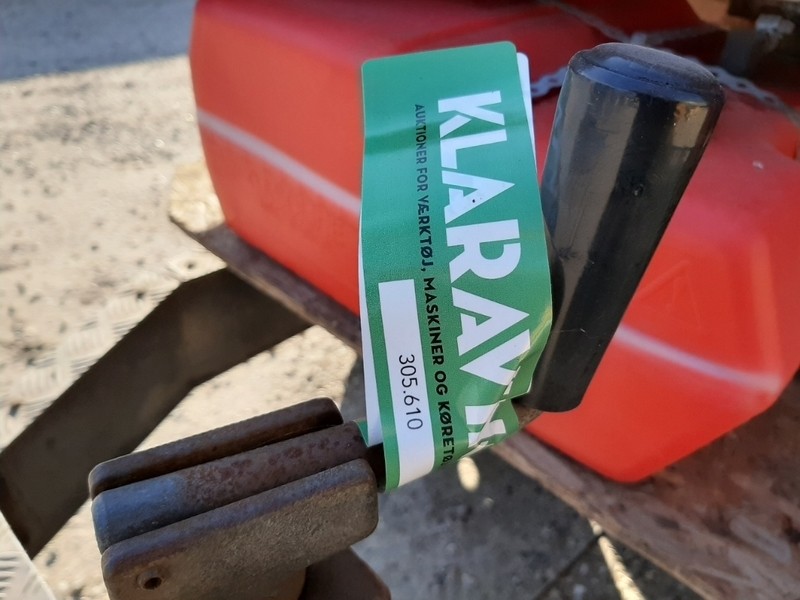 KLARAV
AUKTIONER FOR VÆRKTØJ, MASKINER OG KØRETØ
305.610